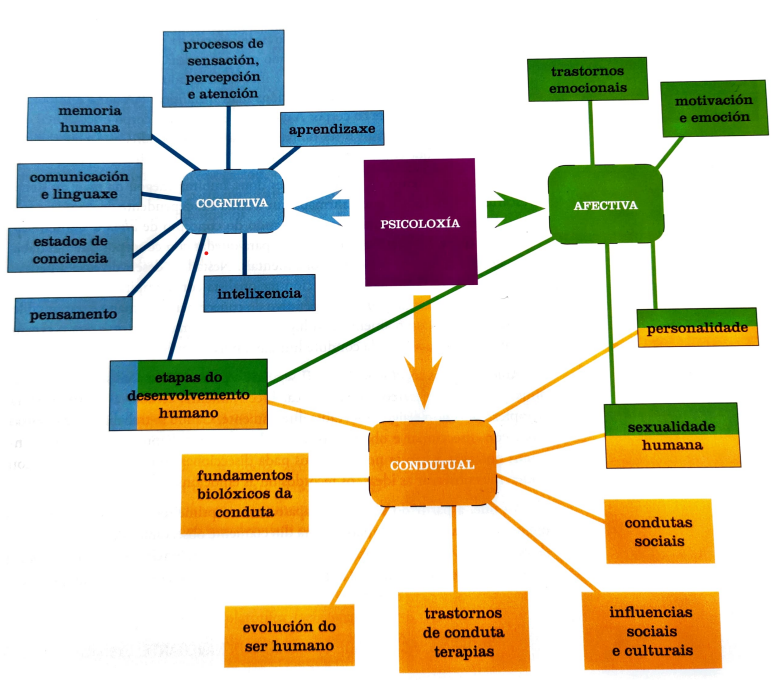 procesos de
sensación,
percepción
e atención
memoria
humana
aprendizaxe
comunicación
e linguaxe
COGNITIVA
estados de
conciencia
pensamento
intelixencia
PSICOLOXÍA
trastornos
emocionais
motivación
e emoción
AFECTIVA
personalidade
etapas do
desenvolvemento
humano
sexualidade
humana
CONDUTUAL
fundamentos
biolóxicos da
conduta
condutas
sociais
evolución do
ser humano
trastornos
de conduta
terapias
influencias
sociais
e culturais